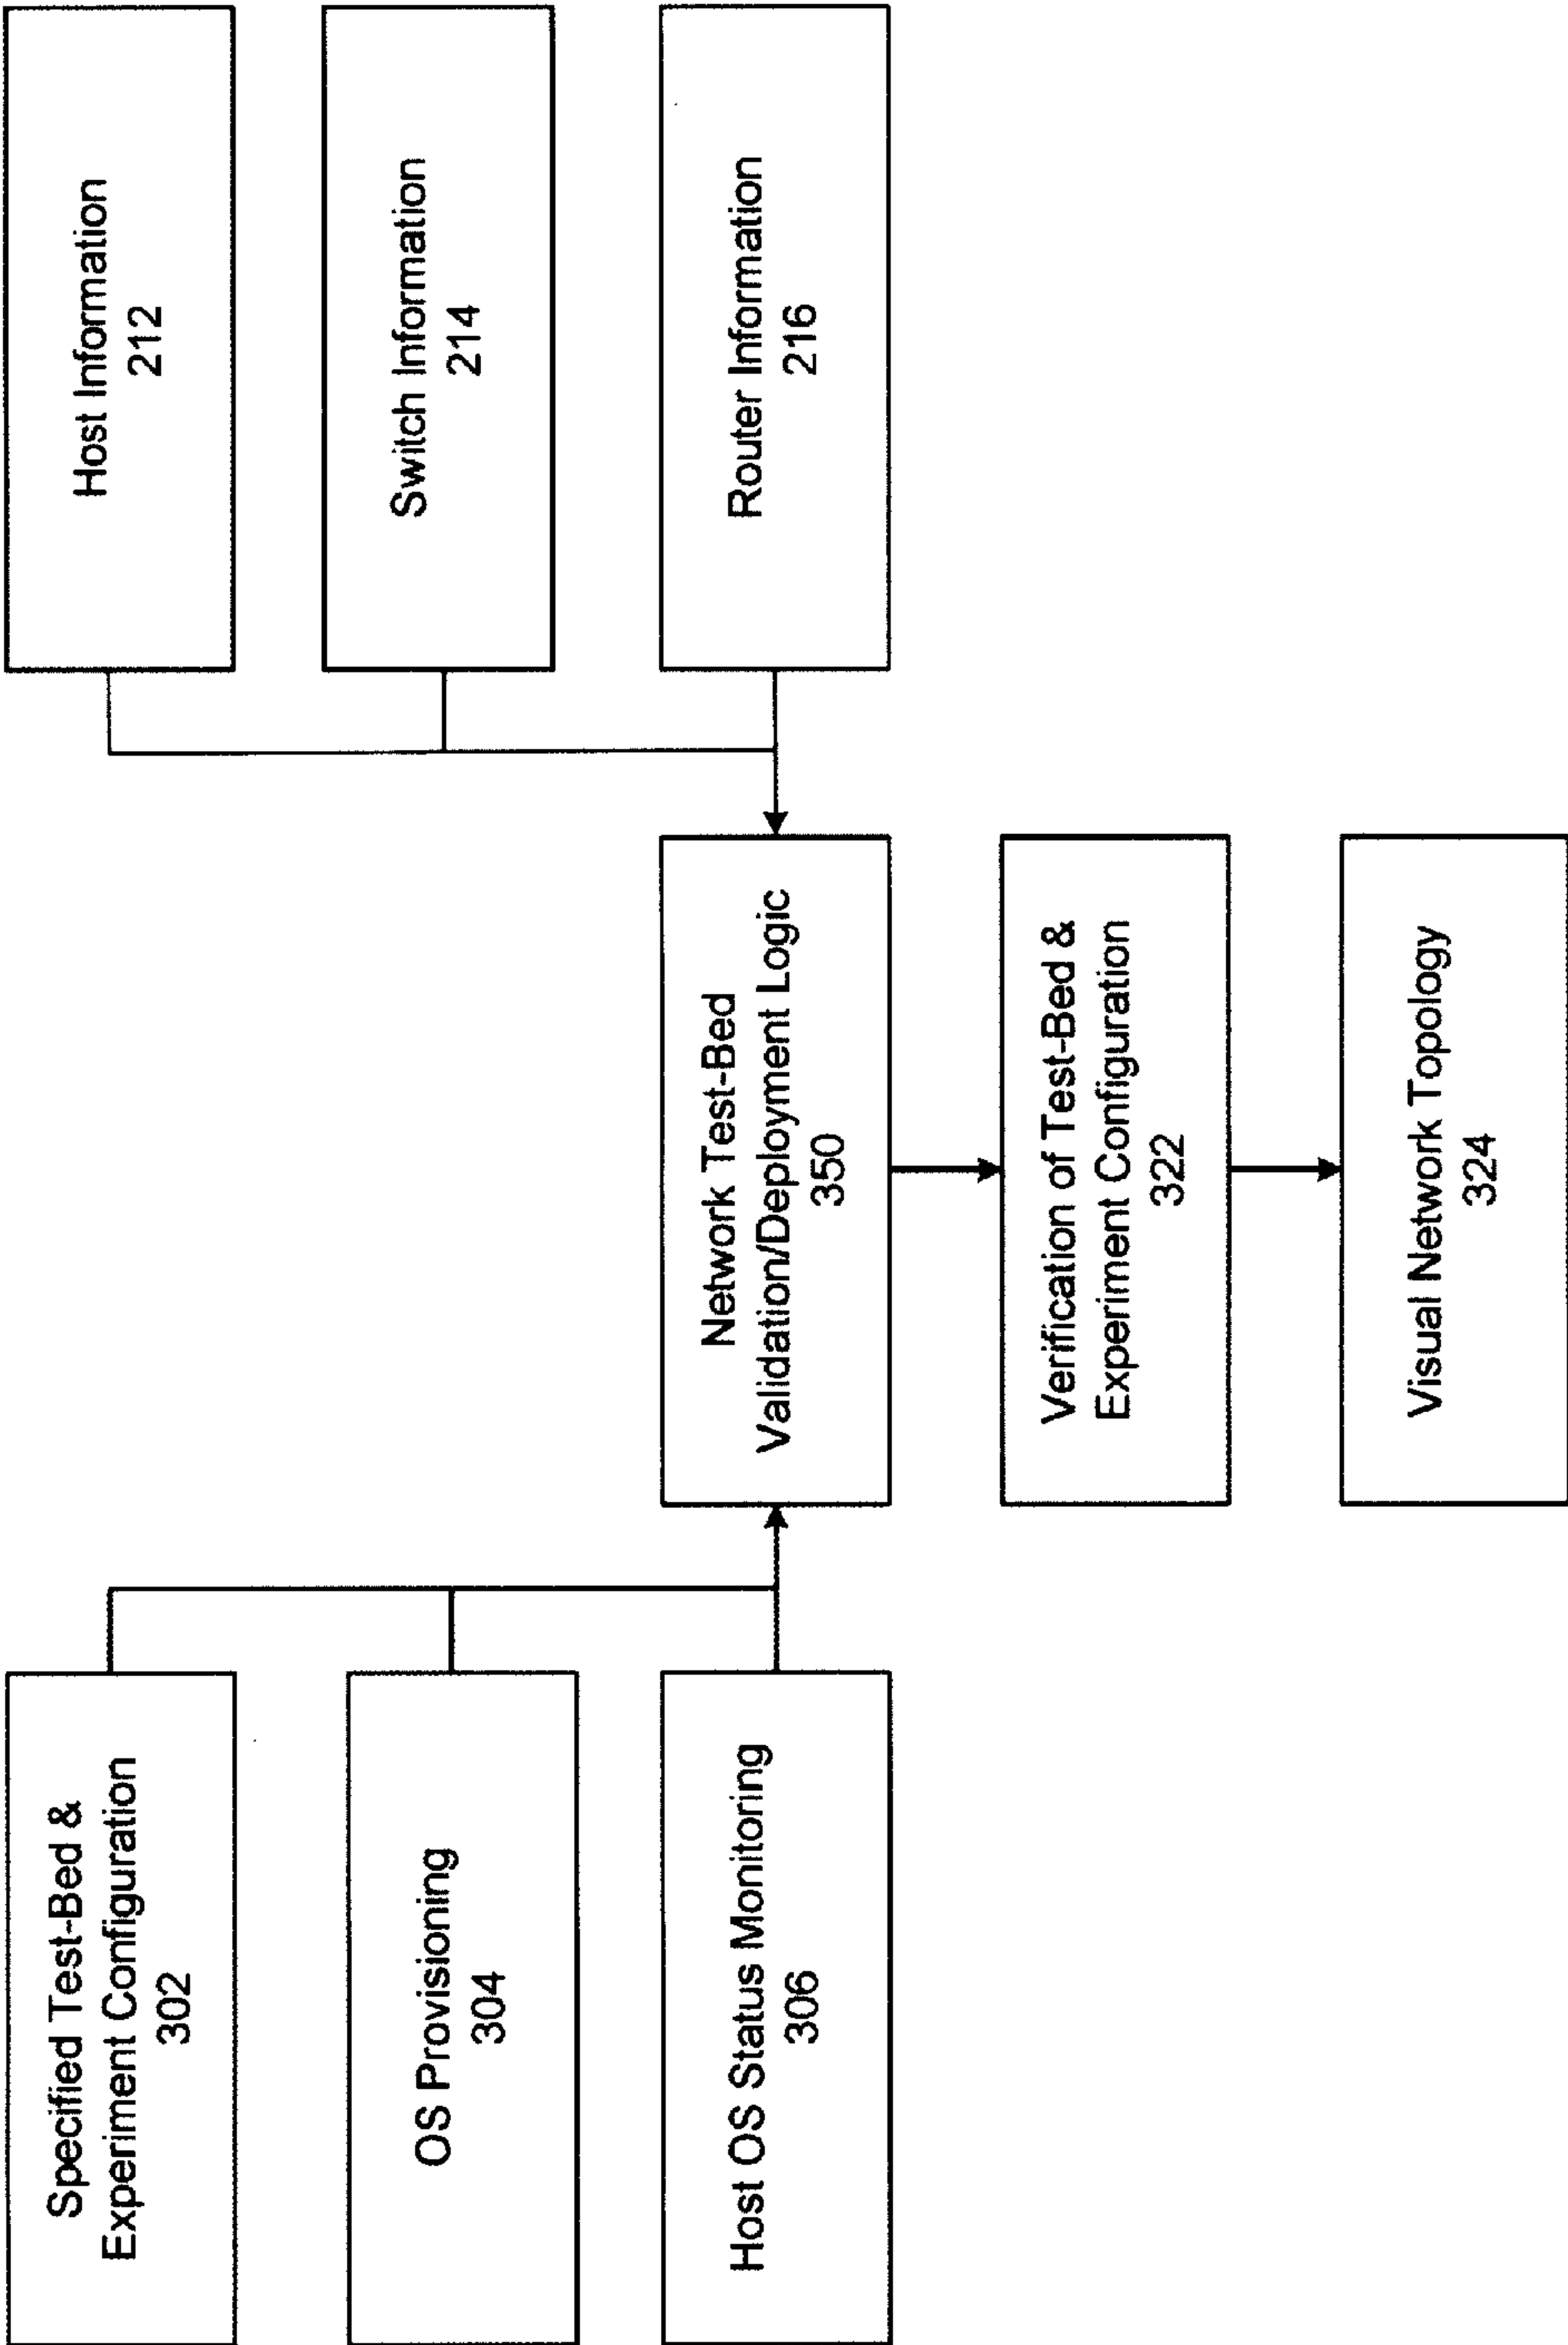 Specified Test-Bed &
Experiment Configuration
302
OS Provisioning
304
Host OS Status Monitoring
306
Network Test-Bed
Validation/Deployment Logic
350
Verification of Test-Bed &
Experiment Configuration
322
Visual Network Topology
324
Host Information
212
Switch Information
214
Router Information
216